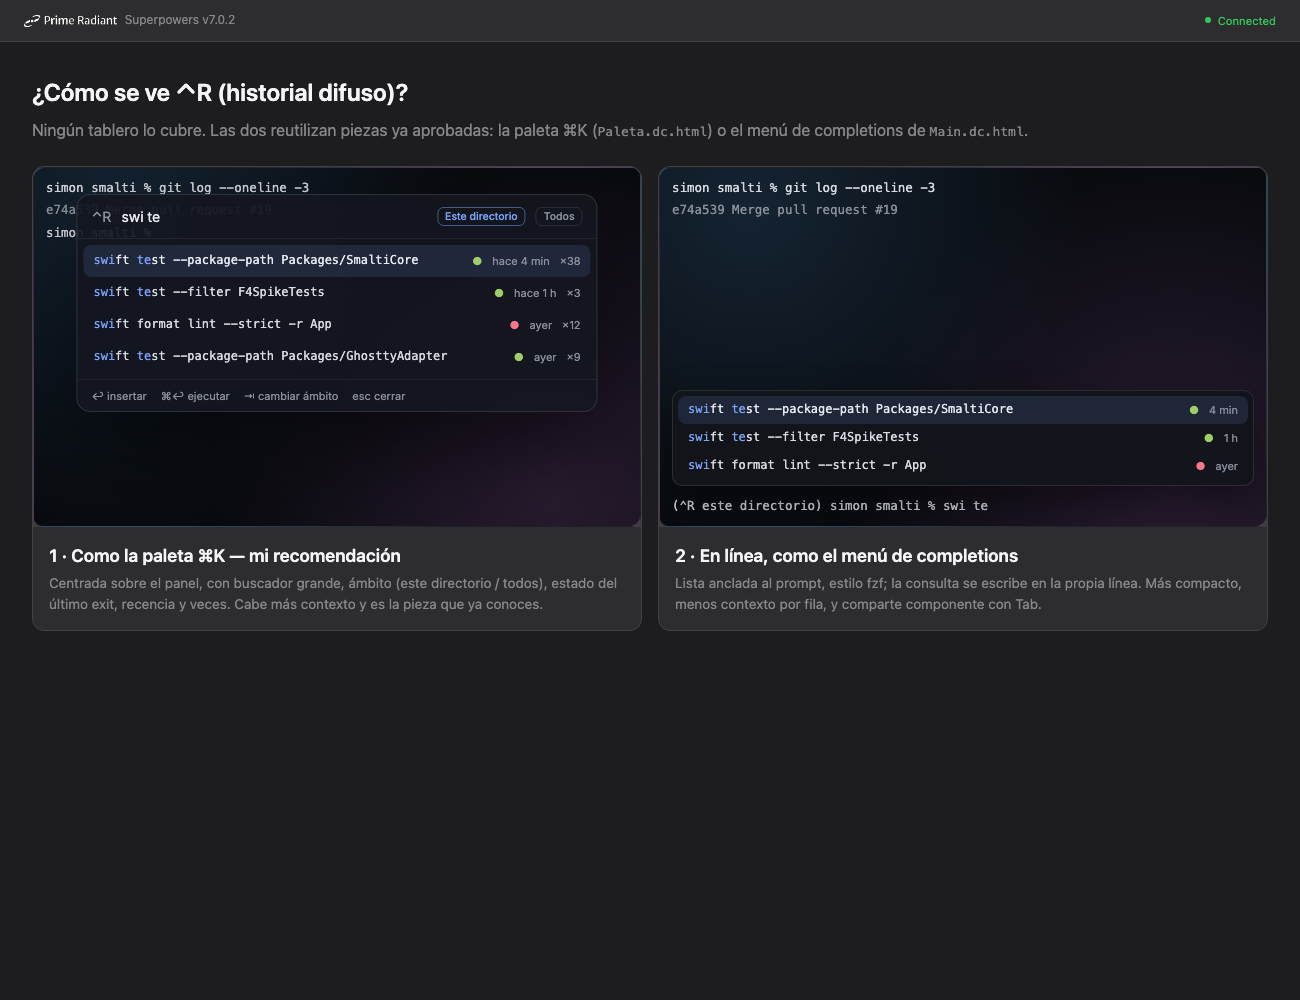 Prime Radiant Superpowers v7.0.2
Connected
¿Cómo se ve ^R (historial difuso)?
Ningún tablero lo cubre. Las dos reutilizan piezas ya aprobadas: la paleta ⌘K (Paleta.dc.html) o el menú de completions de Main.dc.html.
simon smalti % git log --oneline -3
e74a539 Merge pull request #19
simon smalti %
^R swi te
Este directorio Todos
swift test --package-path Packages/SmaltiCore hace 4 min ×38
swift test --filter F4SpikeTests hace 1 h ×3
swift format lint --strict -r App ayer ×12
swift test --package-path Packages/GhosttyAdapter ayer ×9
↩ insertar ⌘↩ ejecutar ⇥ cambiar ámbito esc cerrar
1 · Como la paleta ⌘K — mi recomendación
Centrada sobre el panel, con buscador grande, ámbito (este directorio / todos), estado del
último exit, recencia y veces. Cabe más contexto y es la pieza que ya conoces.
simon smalti % git log --oneline -3
e74a539 Merge pull request #19
swift test --package-path Packages/SmaltiCore 4 min
swift test --filter F4SpikeTests 1 h
swift format lint --strict -r App ayer
(^R este directorio) simon smalti % swi te
2 · En línea, como el menú de completions
Lista anclada al prompt, estilo fzf; la consulta se escribe en la propia línea. Más compacto,
menos contexto por fila, y comparte componente con Tab.